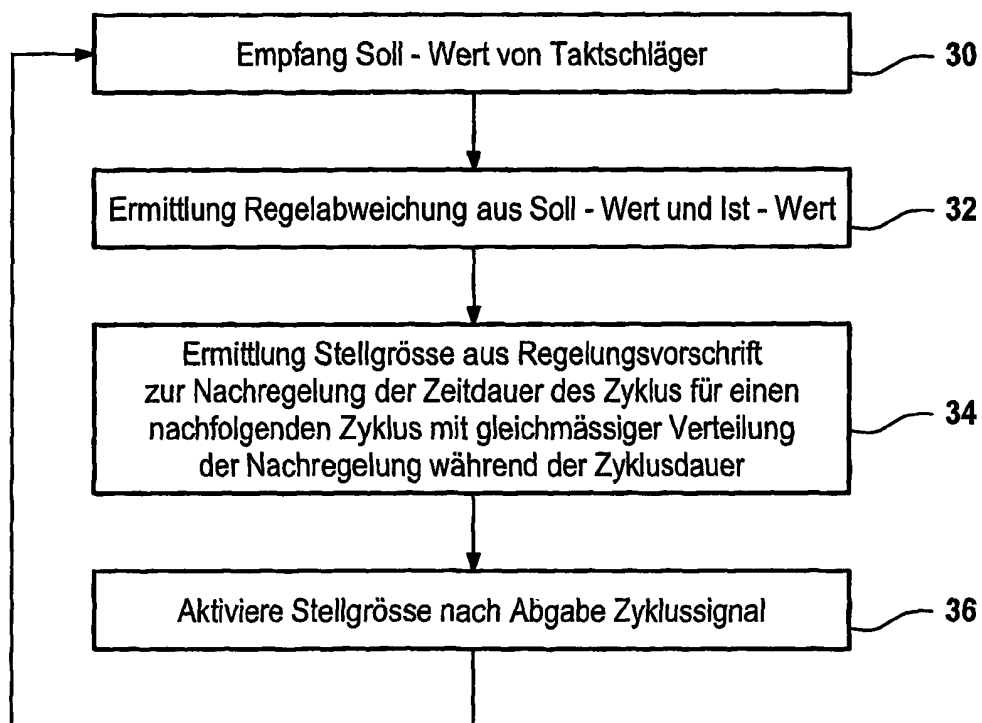 Empfang Soll - Wert von Taktschläger
30
Ermittlung Regelabweichung aus Soll - Wert und Ist - Wert
32
Ermittlung Stellgrösse aus Regelungsvorschrift
zur Nachregelung der Zeitdauer des Zyklus für einen
nachfolgenden Zyklus mit gleichmässiger Verteilung
der Nachregelung während der Zyklusdauer
34
Aktiviere Stellgrösse nach Abgabe Zyklussignal
36